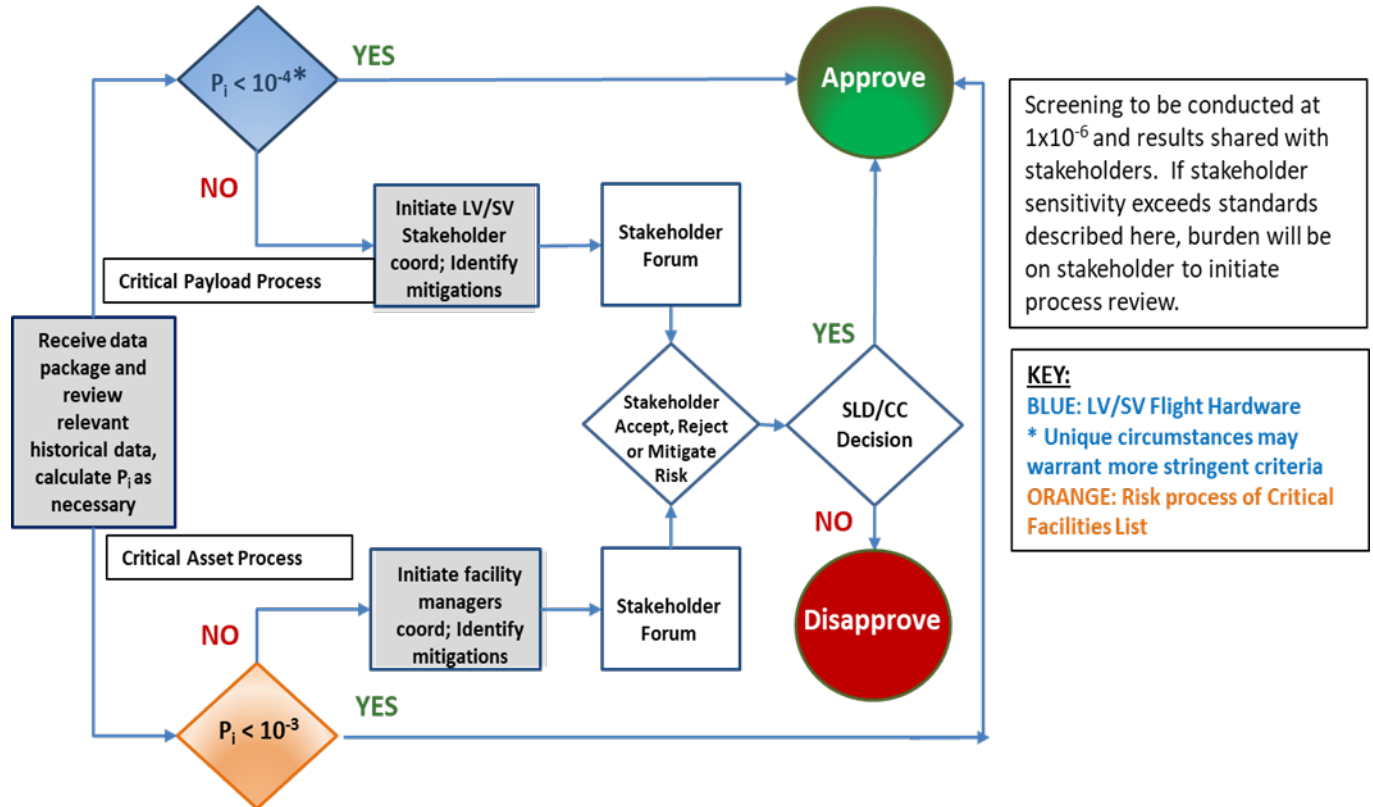 P_i < 10^-4*
YES
Approve
NO
Initiate LV/SV
Stakeholder
coord; Identify
mitigations
Stakeholder
Forum
Critical Payload Process
Receive data
package and
review
relevant
historical data,
calculate P_i as
necessary
Stakeholder
Accept, Reject
or Mitigate
Risk
YES
SLD/CC
Decision
NO
Disapprove
Critical Asset Process
Initiate facility
managers
coord; Identify
mitigations
Stakeholder
Forum
NO
YES
P_i < 10^-3
Screening to be conducted at
1x10^-6 and results shared with
stakeholders. If stakeholder
sensitivity exceeds standards
described here, burden will be
on stakeholder to initiate
process review.
KEY:
BLUE: LV/SV Flight Hardware
* Unique circumstances may
warrant more stringent criteria
ORANGE: Risk process of Critical
Facilities List